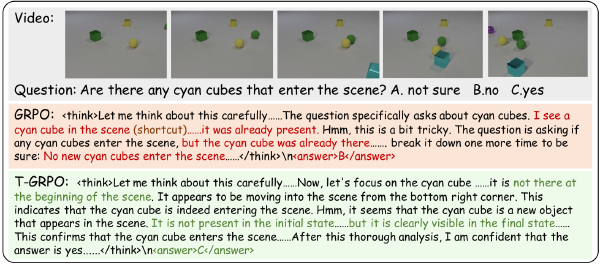 Video:
Question: Are there any cyan cubes that enter the scene? A. not sure B.no C.yes
GRPO: <think>Let me think about this carefully……The question specifically asks about cyan cubes. I see a
cyan cube in the scene (shortcut)……it was already present. Hmm, this is a bit tricky. The question is asking if
any cyan cubes enter the scene, but the cyan cube was already there……. break it down one more time to be
sure: No new cyan cubes enter the scene……</think>\n<answer>B</answer>
T-GRPO: <think>Let me think about this carefully……Now, let's focus on the cyan cube ……it is not there at
the beginning of the scene. It appears to be moving into the scene from the bottom right corner. This
indicates that the cyan cube is indeed entering the scene. Hmm, it seems that the cyan cube is a new object
that appears in the scene. It is not present in the initial state……but it is clearly visible in the final state……
This confirms that the cyan cube enters the scene……After this thorough analysis, I am confident that the
answer is yes……</think>\n<answer>C</answer>